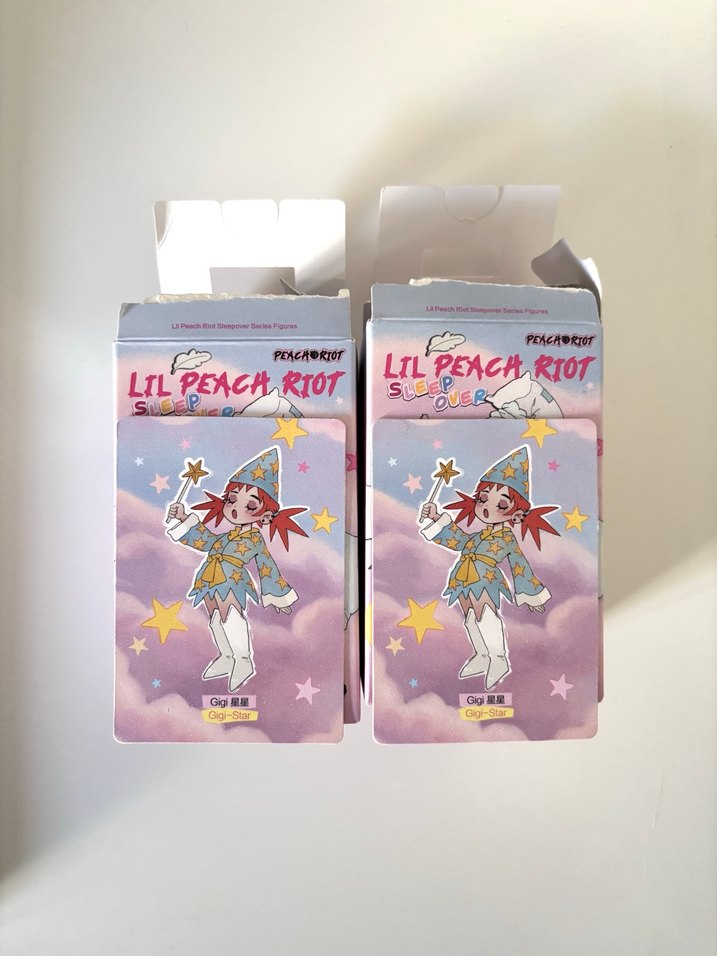 Lil Peach Riot Sleepover Series Figures
PEACH RIOT
LIL PEACH RIOT
SLEEP
OVER
Gigi 星星
Gigi-Star
Lil Peach Riot Sleepover Series Figures
PEACH RIOT
LIL PEACH RIOT
SLEEP
OVER
Gigi 星星
Gigi-Star